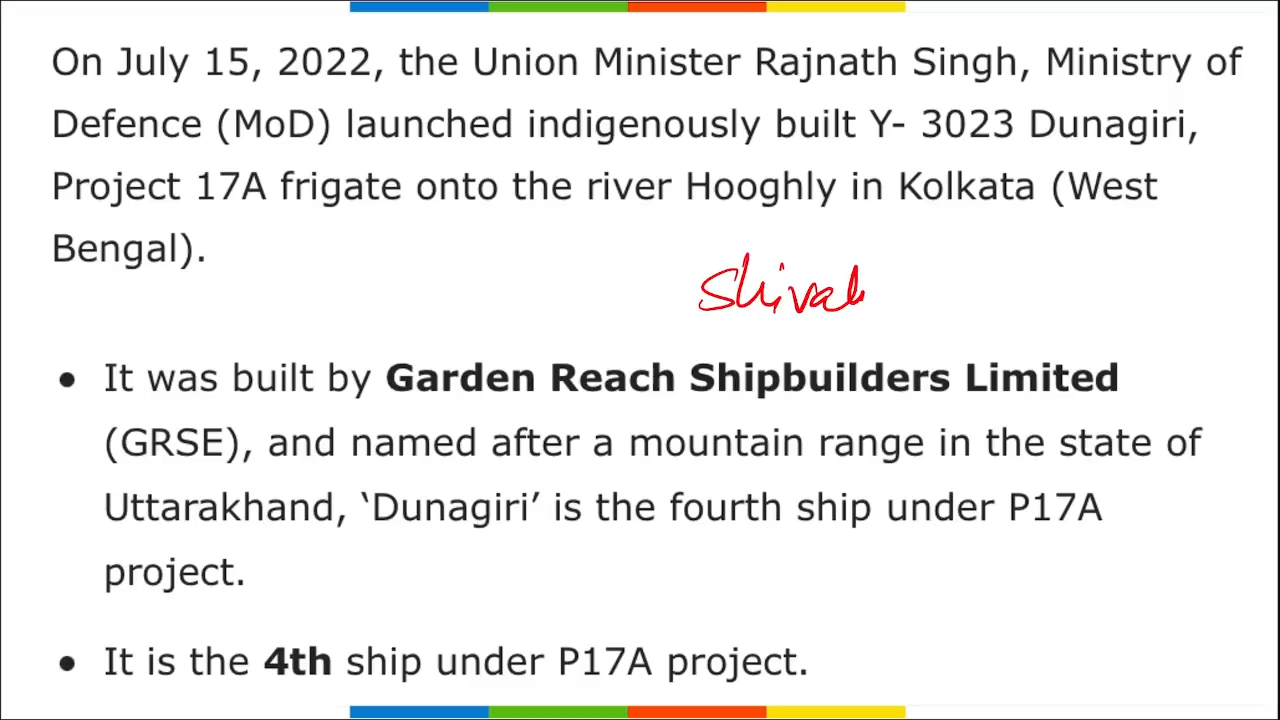 On July 15, 2022, the Union Minister Rajnath Singh, Ministry of
Defence (MoD) launched indigenously built Y- 3023 Dunagiri,
Project 17A frigate onto the river Hooghly in Kolkata (West
Bengal).
Shival
• It was built by Garden Reach Shipbuilders Limited
(GRSE), and named after a mountain range in the state of
Uttarakhand, ‘Dunagiri’ is the fourth ship under P17A
project.
• It is the 4th ship under P17A project.